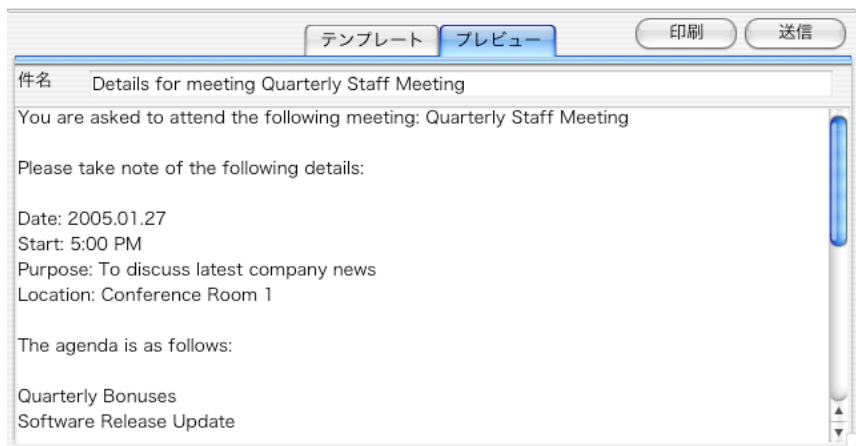 テンプレート プレビュー 印刷 送信
件名 Details for meeting Quarterly Staff Meeting
You are asked to attend the following meeting: Quarterly Staff Meeting
Please take note of the following details:
Date: 2005.01.27
Start: 5:00 PM
Purpose: To discuss latest company news
Location: Conference Room 1
The agenda is as follows:
Quarterly Bonuses
Software Release Update